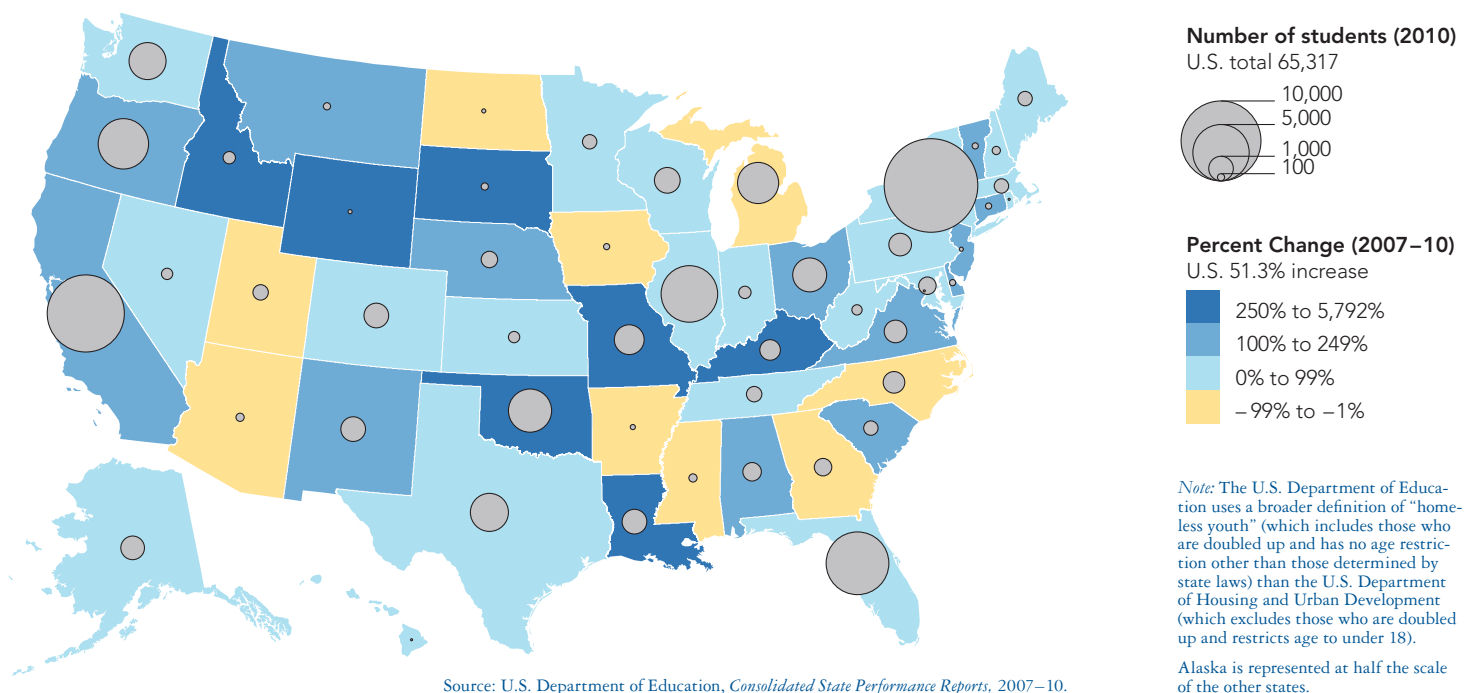 Number of students (2010)
U.S. total 65,317
10,000
5,000
1,000
100
Percent Change (2007–10)
U.S. 51.3% increase
250% to 5,792%
100% to 249%
0% to 99%
–99% to –1%
Note: The U.S. Department of Educa-
tion uses a broader definition of “home-
less youth” (which includes those who
are doubled up and has no age restric-
tion other than those determined by
state laws) than the U.S. Department
of Housing and Urban Development
(which excludes those who are doubled
up and restricts age to under 18).
Alaska is represented at half the scale
of the other states.
Source: U.S. Department of Education, Consolidated State Performance Reports, 2007–10.